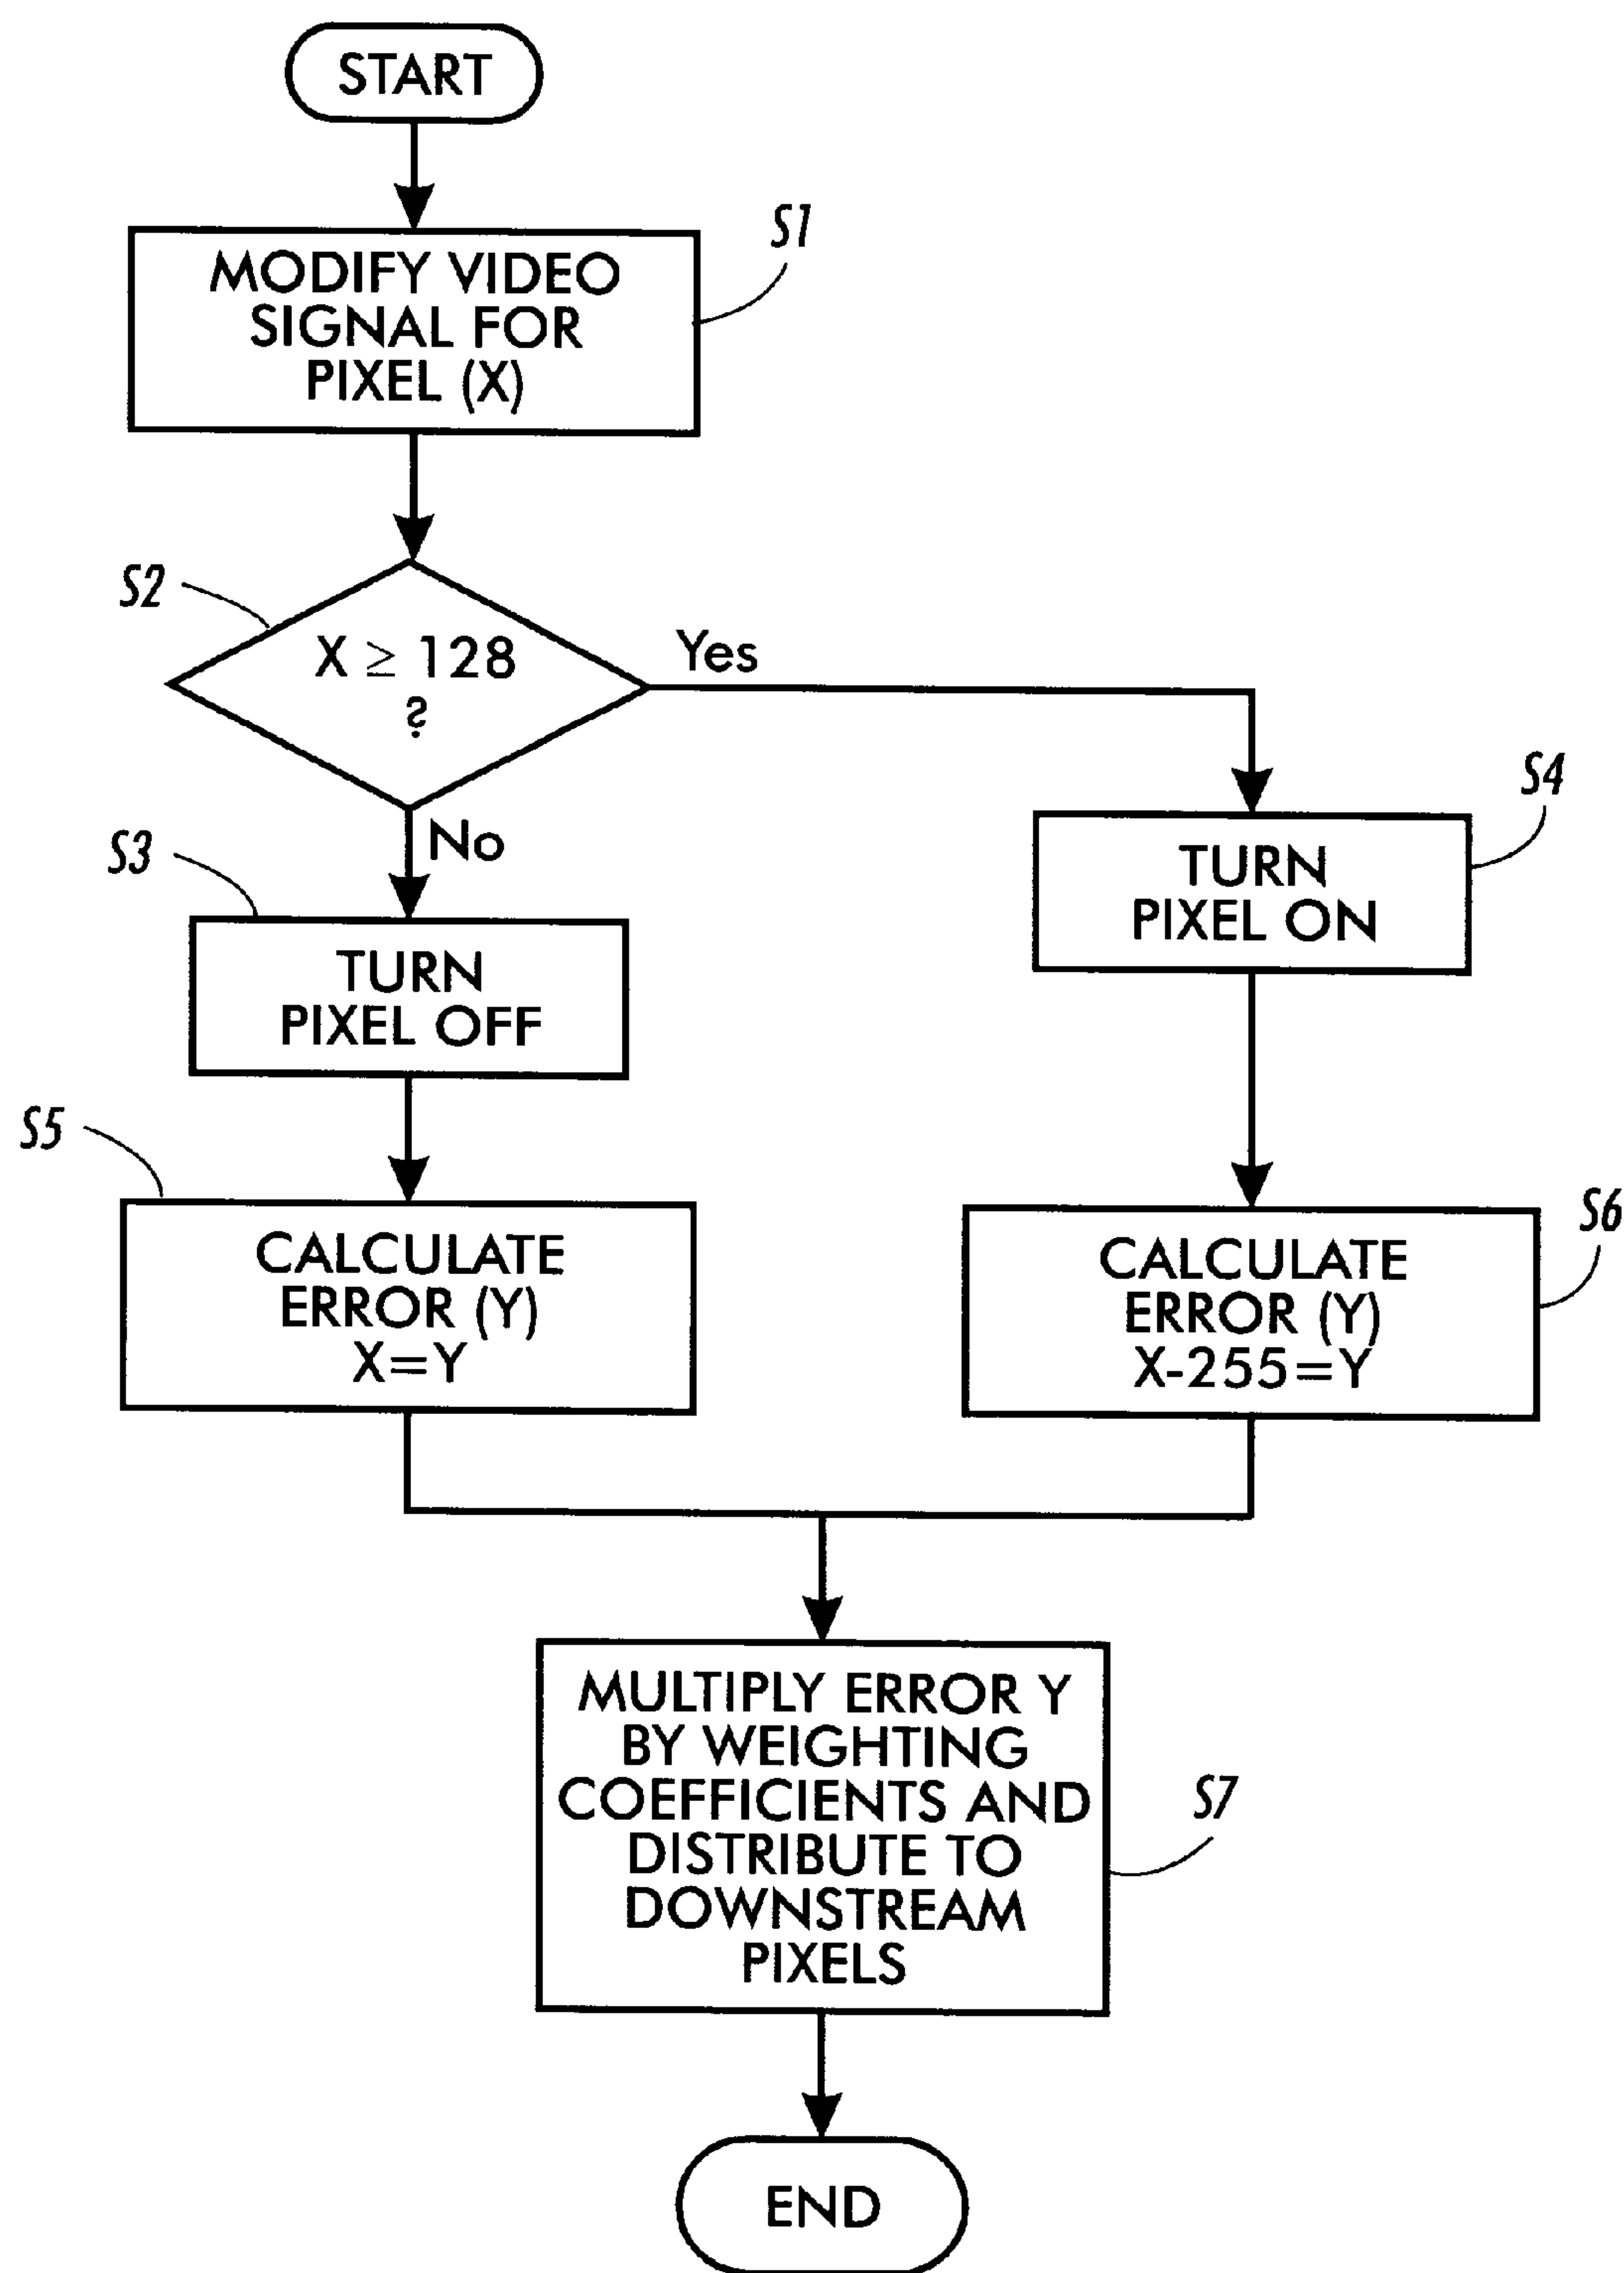 START
S1
MODIFY VIDEO
SIGNAL FOR
PIXEL (X)
S2
X ≥ 128
?
Yes
No
S3
TURN
PIXEL OFF
S4
TURN
PIXEL ON
S5
CALCULATE
ERROR (Y)
X=Y
S6
CALCULATE
ERROR (Y)
X-255=Y
MULTIPLY ERROR Y
BY WEIGHTING
COEFFICIENTS AND
DISTRIBUTE TO
DOWNSTREAM
PIXELS
S7
END